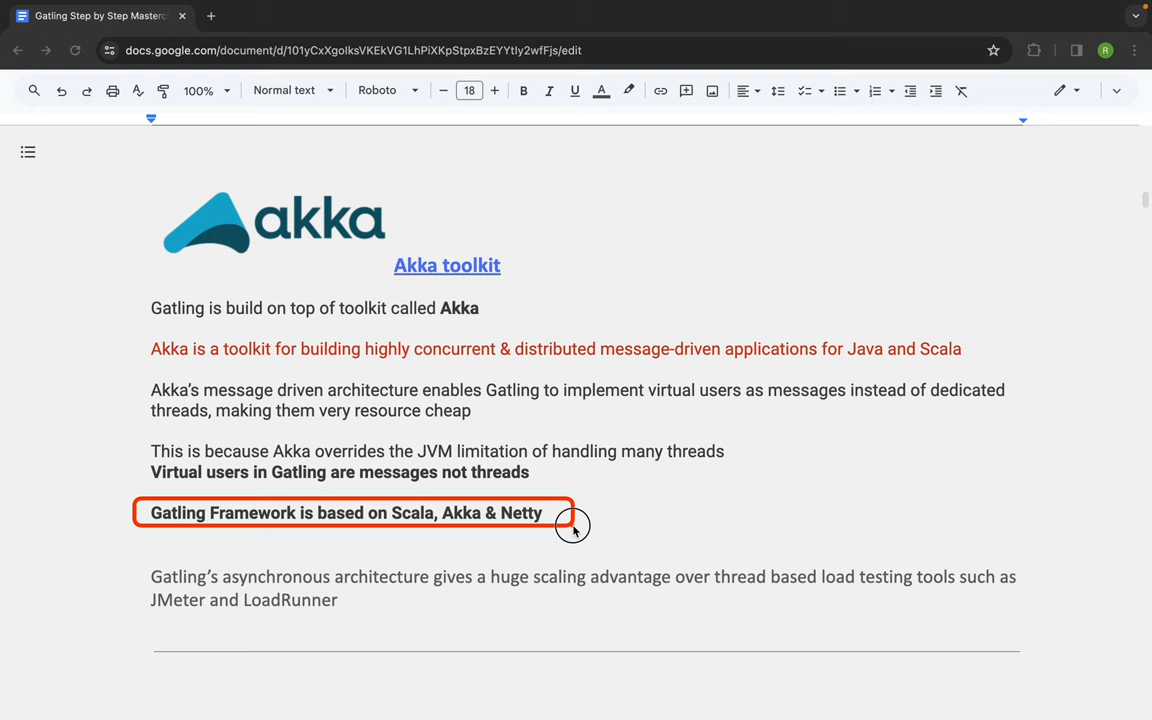 Gatling Step by Step Masterc
docs.google.com/document/d/101yCxXgolksVKEkVG1LhPiXKpStpxBzEYYtly2wfFjs/edit
R
100%
Normal text
Roboto
18
B
I
U
A
akka
Akka toolkit
Gatling is build on top of toolkit called Akka
Akka is a toolkit for building highly concurrent & distributed message-driven applications for Java and Scala
Akka’s message driven architecture enables Gatling to implement virtual users as messages instead of dedicated
threads, making them very resource cheap
This is because Akka overrides the JVM limitation of handling many threads
Virtual users in Gatling are messages not threads
Gatling Framework is based on Scala, Akka & Netty
Gatling’s asynchronous architecture gives a huge scaling advantage over thread based load testing tools such as
JMeter and LoadRunner